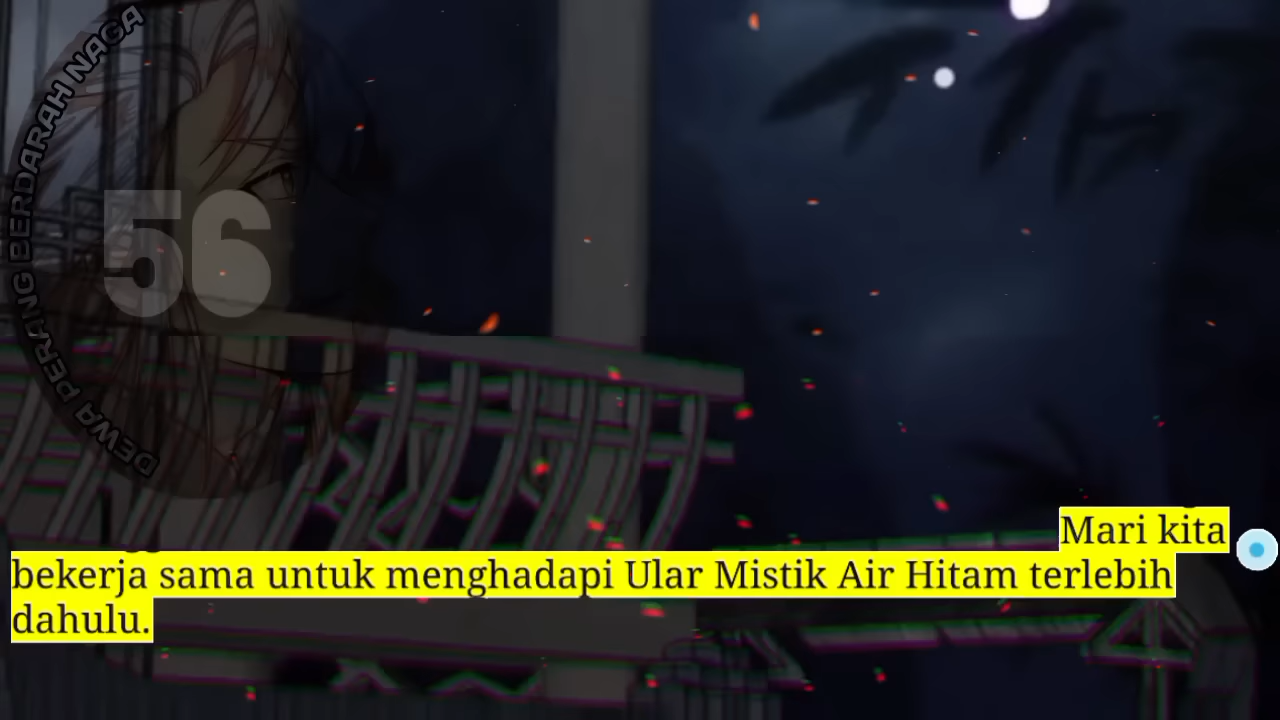 DEWA PERANG BERDARAH NAGA
56
Mari kita
bekerja sama untuk menghadapi Ular Mistik Air Hitam terlebih
dahulu.